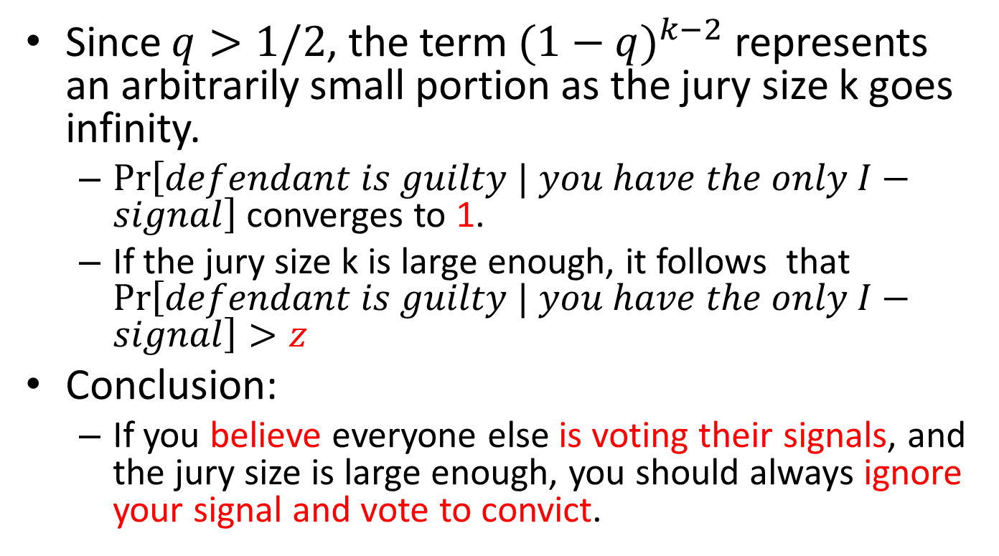 • Since q > 1/2, the term (1 − q)^{k−2} represents
an arbitrarily small portion as the jury size k goes
infinity.
– Pr[defendant is guilty | you have the only I −
signal] converges to 1.
– If the jury size k is large enough, it follows  that
Pr[defendant is guilty | you have the only I −
signal] > z
• Conclusion:
– If you believe everyone else is voting their signals, and
the jury size is large enough, you should always ignore
your signal and vote to convict.